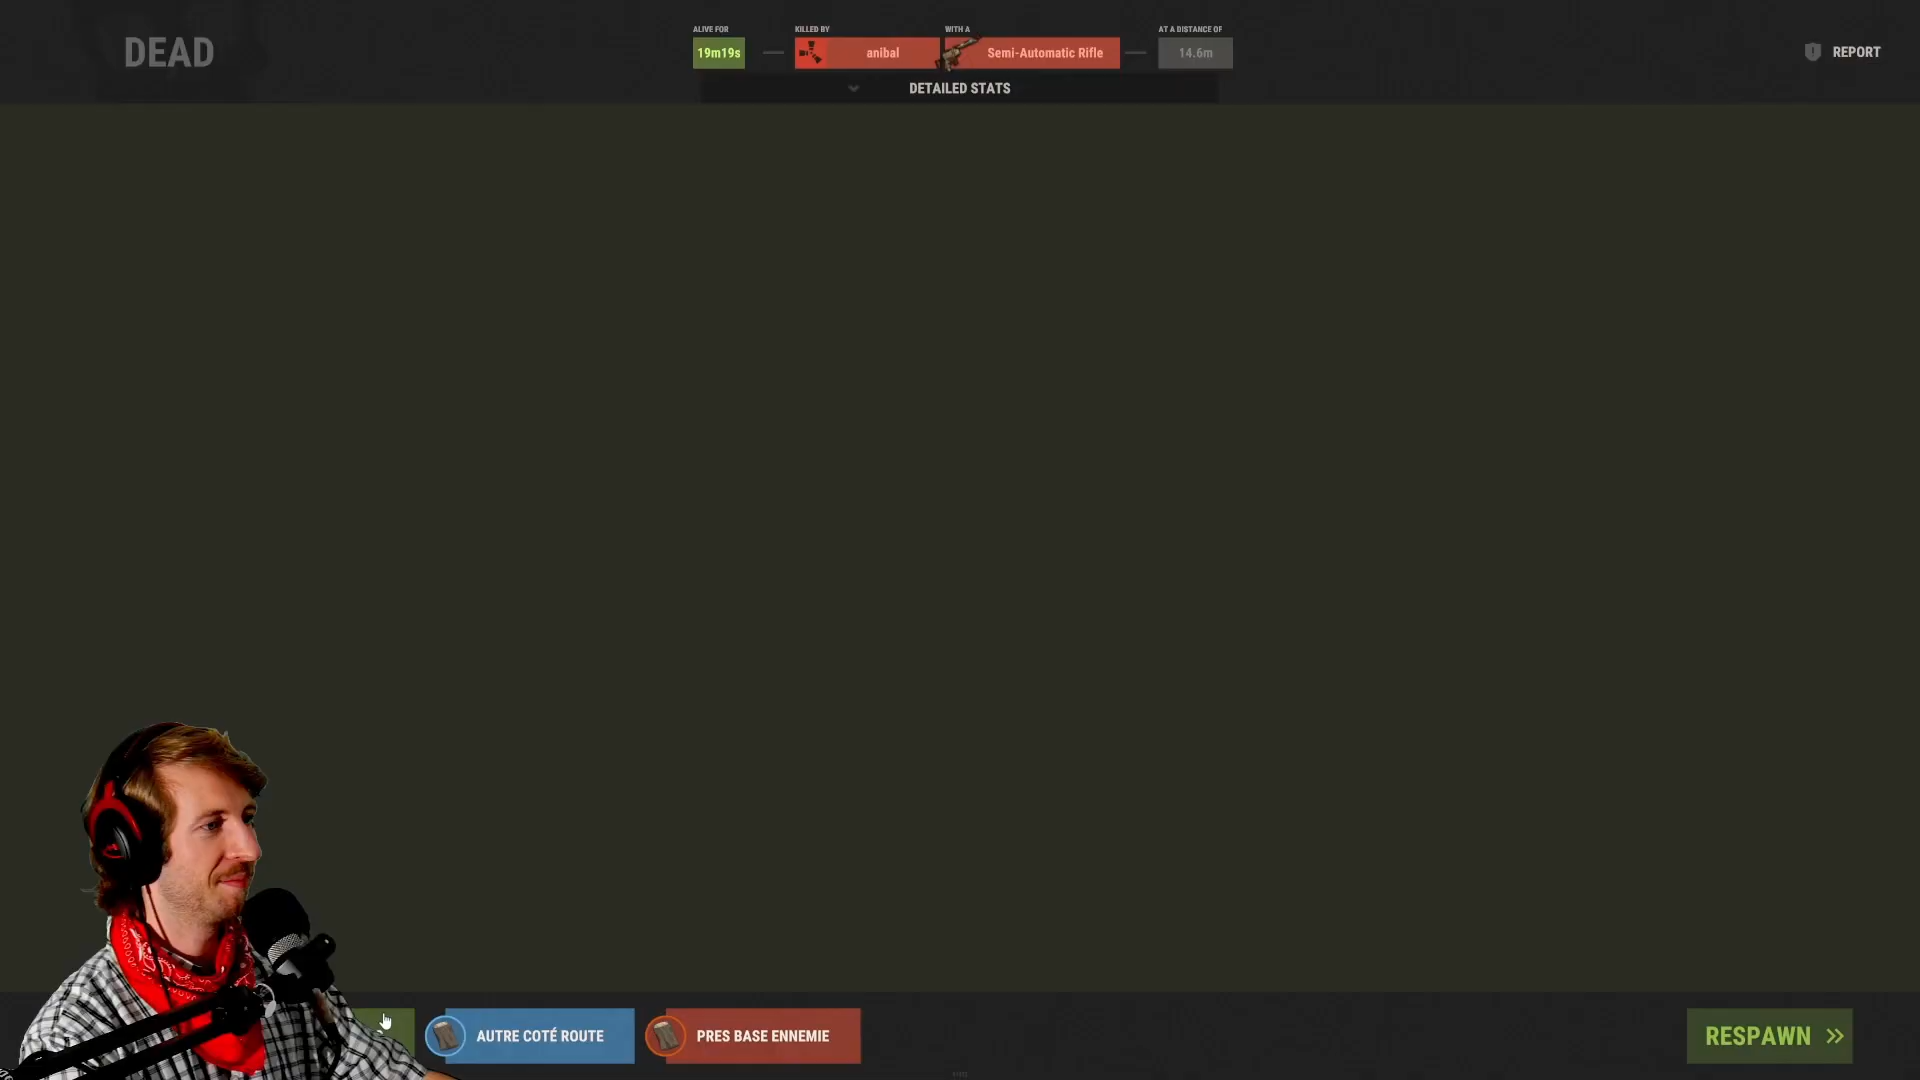 DEAD
ALIVE FOR
19m19s
KILLED BY
anibal
WITH A
Semi-Automatic Rifle
AT A DISTANCE OF
14.6m
REPORT
DETAILED STATS
AUTRE COTÉ ROUTE
PRES BASE ENNEMIE
RESPAWN